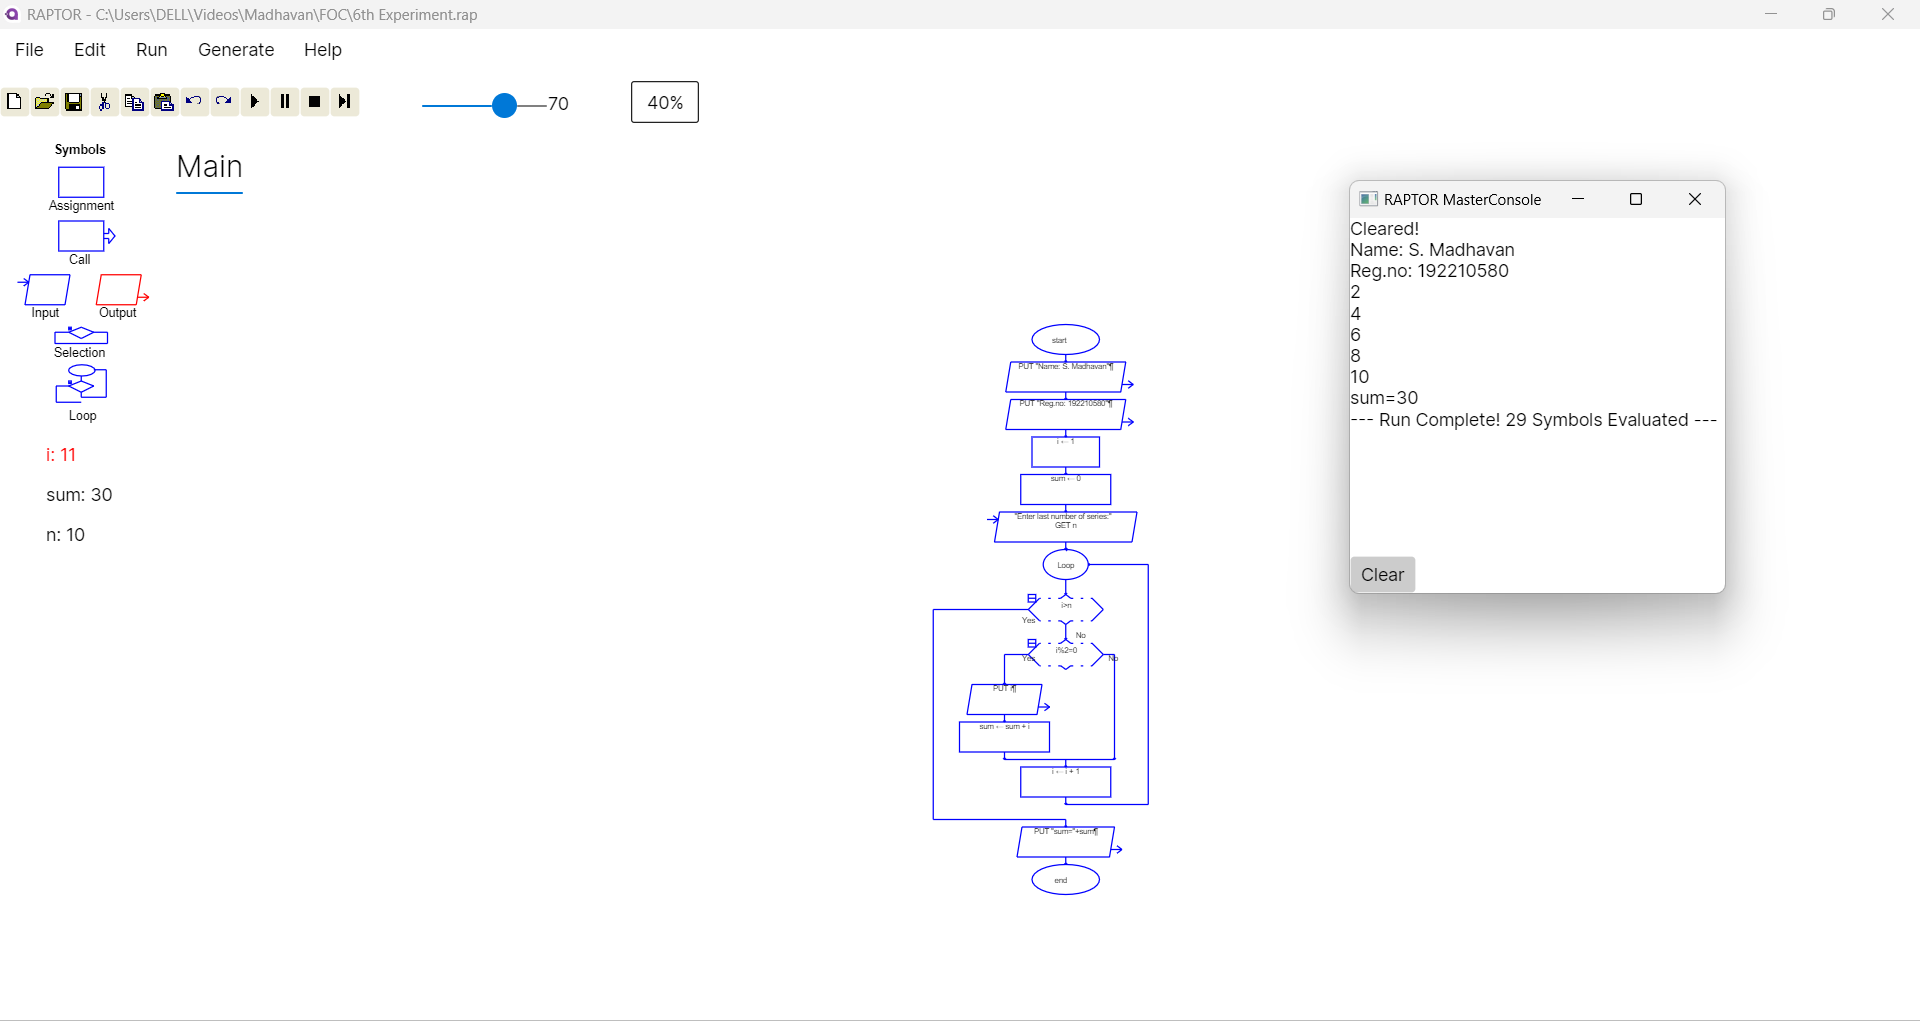 RAPTOR - C:\Users\DELL\Videos\Madhavan\FOC\6th Experiment.rap
File Edit Run Generate Help
70 40%
Symbols
Assignment
Call
Input Output
Selection
Loop
i: 11
sum: 30
n: 10
Main
start
PUT "Name: S. Madhavan"¶
PUT "Reg.no: 192210580"¶
i ← 1
sum ← 0
"Enter last number of series:"
GET n
Loop
i>n
Yes
No
i%2=0
Yes No
PUT i¶
sum ← sum + i
i ← i + 1
PUT "sum="+sum¶
end
RAPTOR MasterConsole
Cleared!
Name: S. Madhavan
Reg.no: 192210580
2
4
6
8
10
sum=30
--- Run Complete! 29 Symbols Evaluated ---
Clear